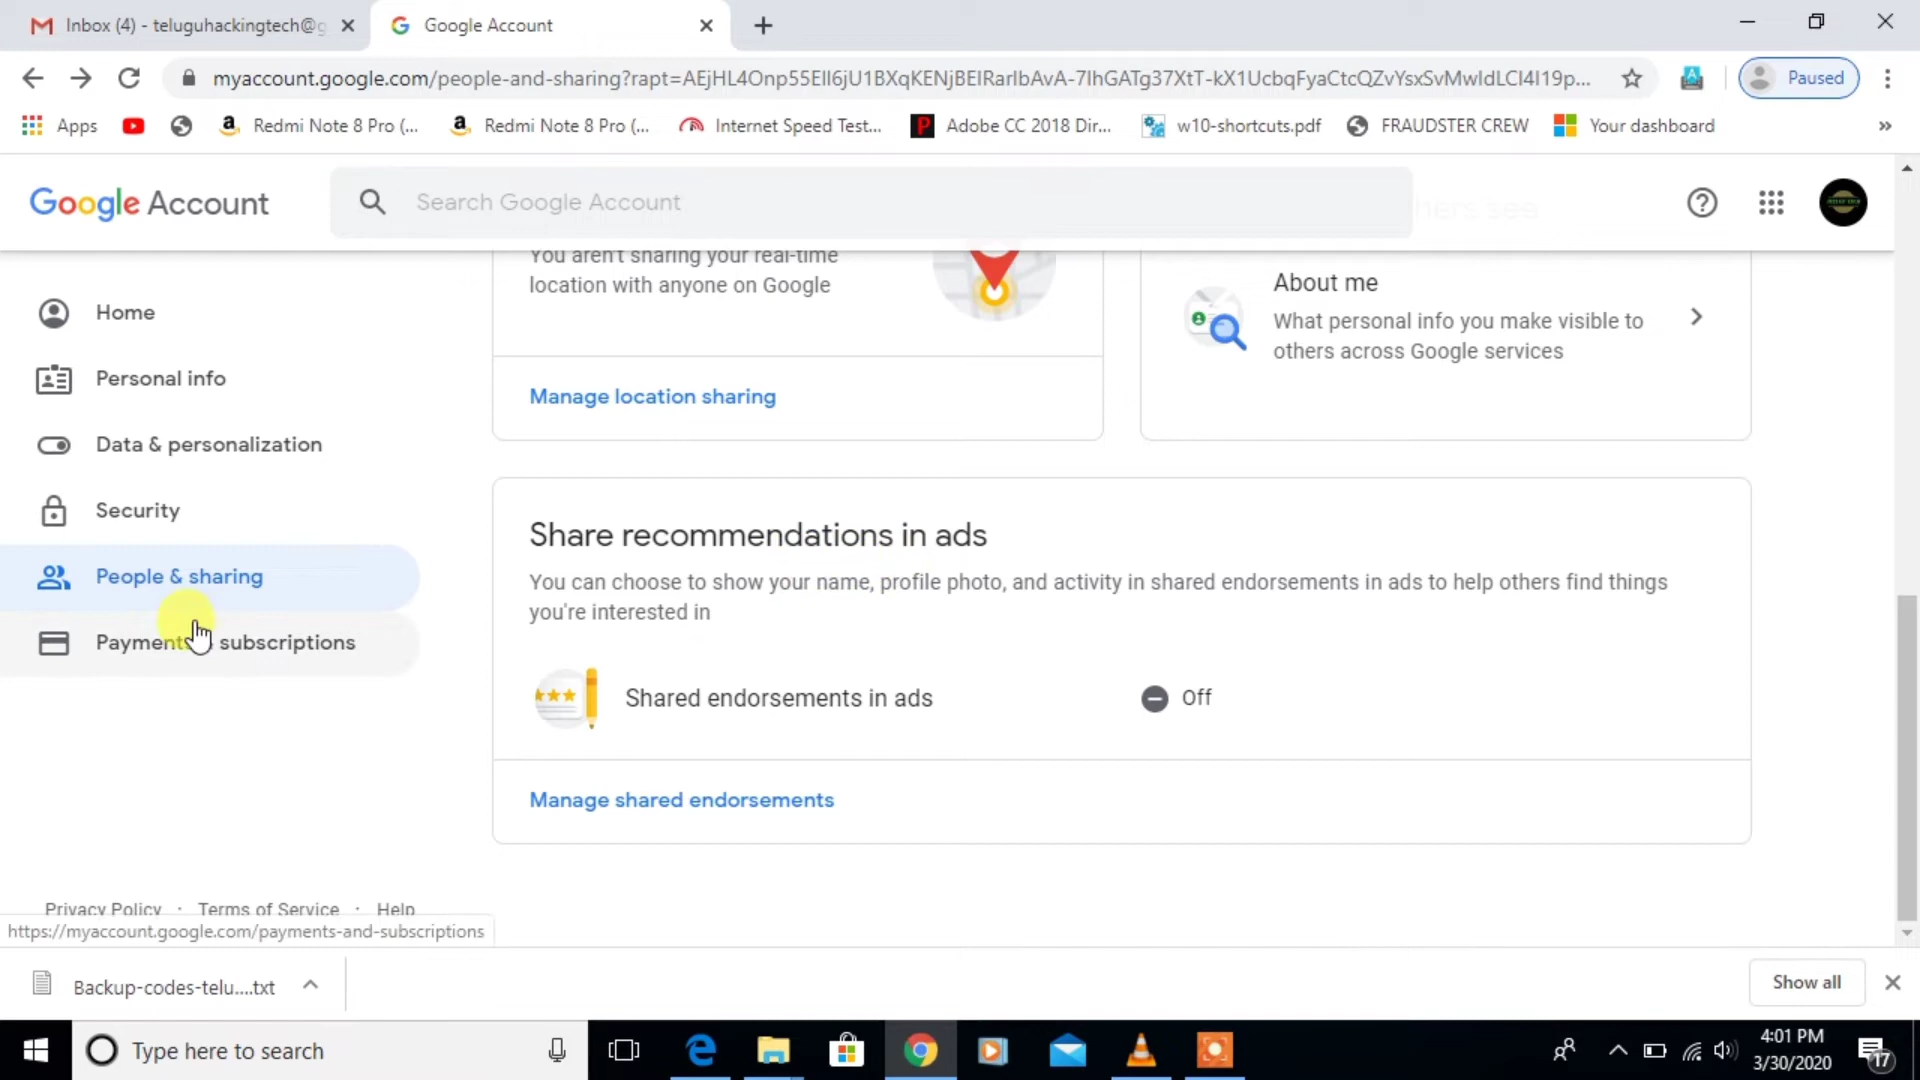 Inbox (4) - teluguhackingtech@g
Google Account
myaccount.google.com/people-and-sharing?rapt=AEjHL4Onp55EII6jU1BXqKENjBEIRarIbAvA-7IhGATg37XtT-kX1UcbqFyaCtcQZvYsxSvMwIdLCI4I19p...
Paused
Apps
Redmi Note 8 Pro (...
Redmi Note 8 Pro (...
Internet Speed Test...
Adobe CC 2018 Dir...
w10-shortcuts.pdf
FRAUDSTER CREW
Your dashboard
»
Google Account
Search Google Account
hers see
You aren't sharing your real-time
location with anyone on Google
Manage location sharing
About me
What personal info you make visible to
others across Google services
Home
Personal info
Data & personalization
Security
People & sharing
Payments subscriptions
Share recommendations in ads
You can choose to show your name, profile photo, and activity in shared endorsements in ads to help others find things
you're interested in
Shared endorsements in ads
Off
Manage shared endorsements
Privacy Policy · Terms of Service · Help
https://myaccount.google.com/payments-and-subscriptions
Backup-codes-telu....txt
Show all
Type here to search
4:01 PM
3/30/2020
17